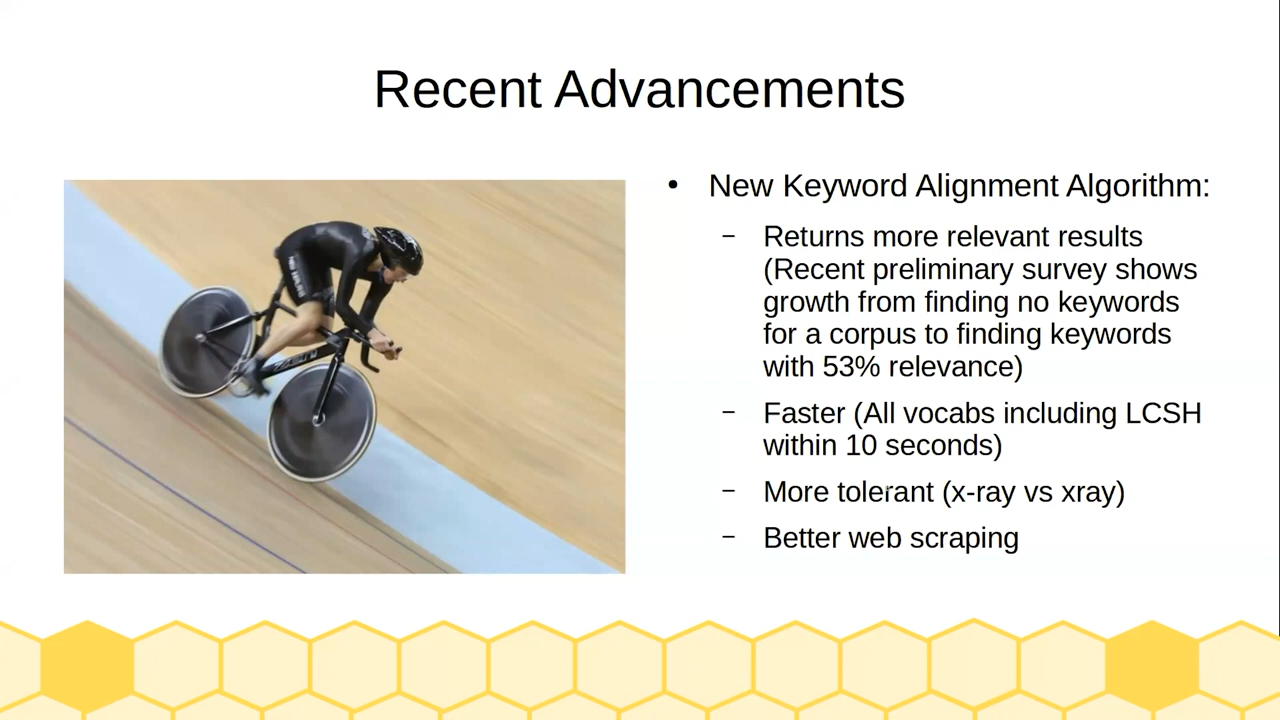 Recent Advancements
• New Keyword Alignment Algorithm:
– Returns more relevant results
(Recent preliminary survey shows
growth from finding no keywords
for a corpus to finding keywords
with 53% relevance)
– Faster (All vocabs including LCSH
within 10 seconds)
– More tolerant (x-ray vs xray)
– Better web scraping